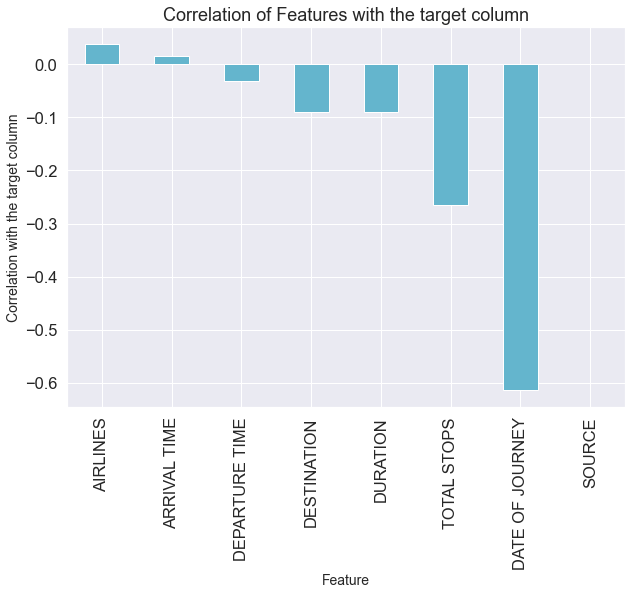 Correlation of Features with the target column
Correlation with the target column
0.0
−0.1
−0.2
−0.3
−0.4
−0.5
−0.6
AIRLINES
ARRIVAL TIME
DEPARTURE TIME
DESTINATION
DURATION
TOTAL STOPS
DATE OF JOURNEY
SOURCE
Feature